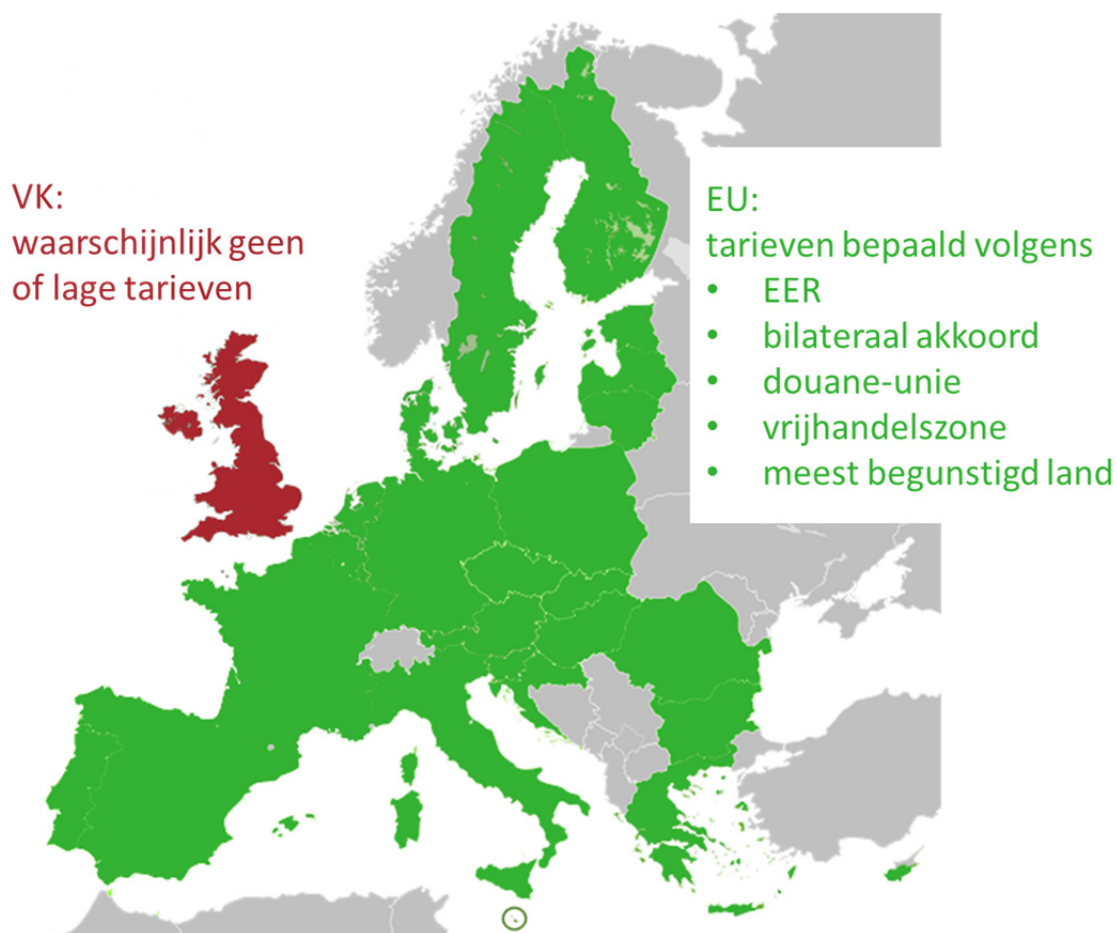 VK:
waarschijnlijk geen
of lage tarieven
EU:
tarieven bepaald volgens
• EER
• bilateraal akkoord
• douane-unie
• vrijhandelszone
• meest begunstigd land